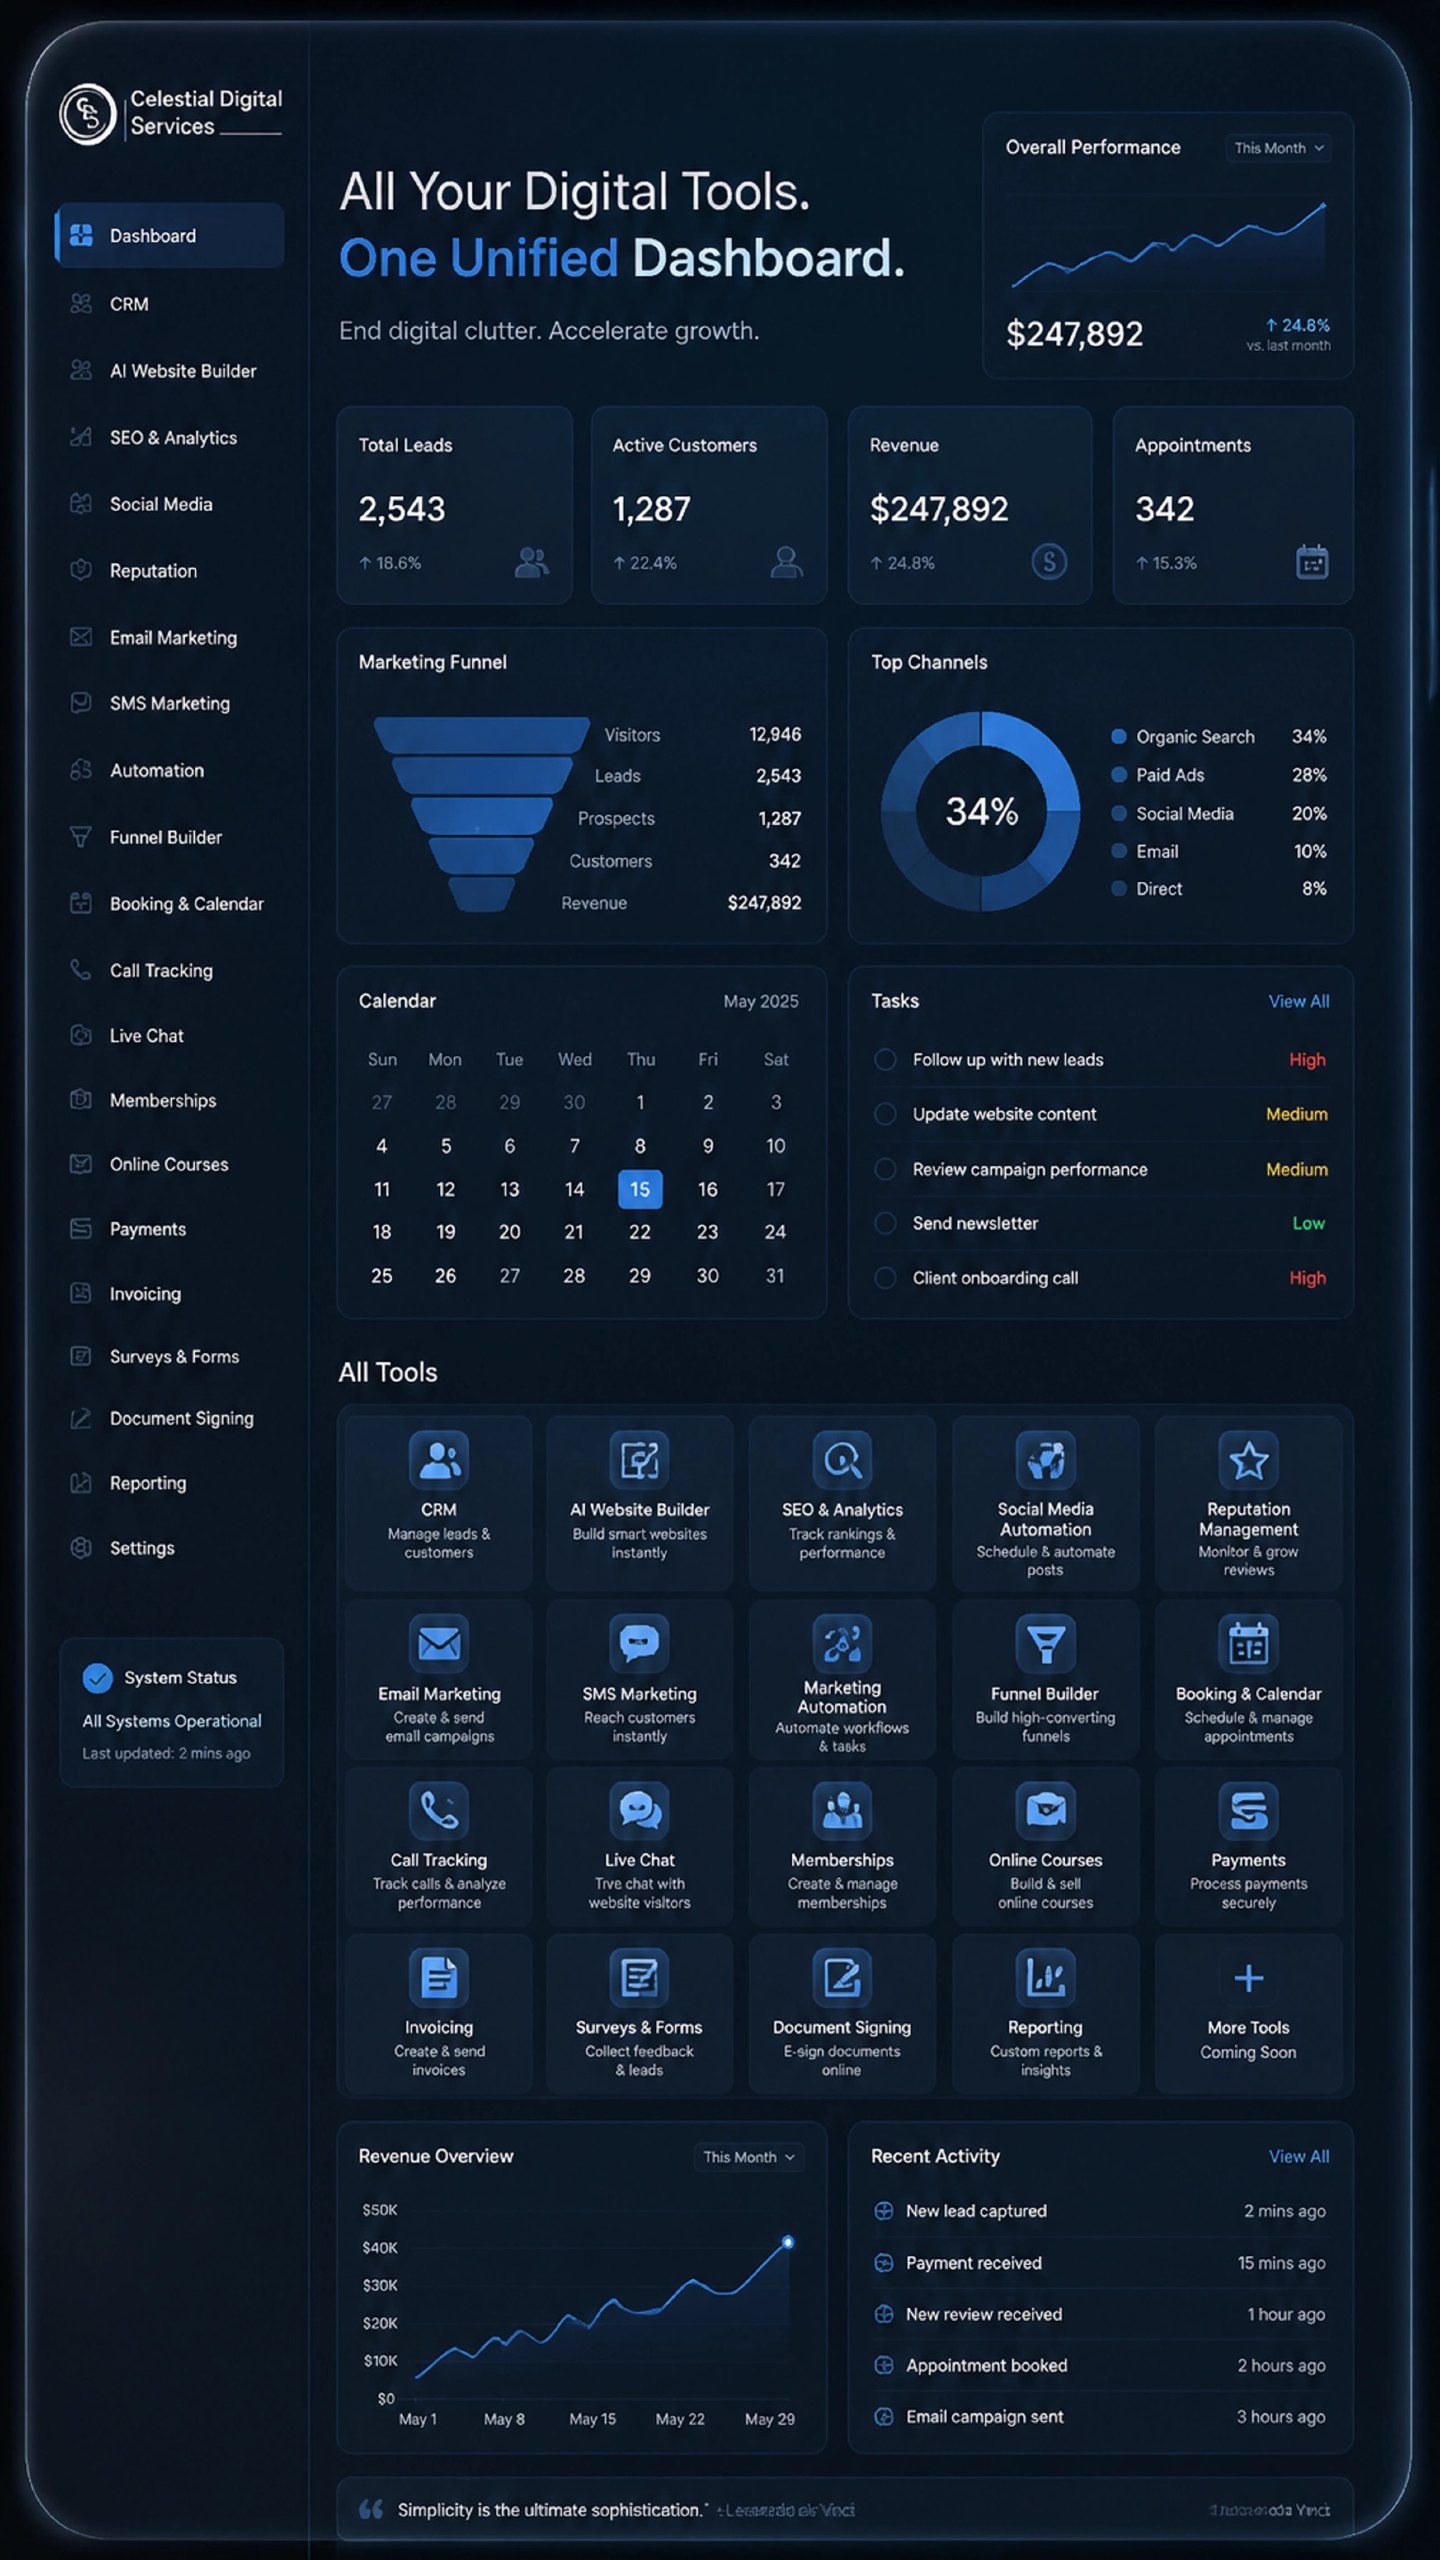 Celestial Digital
Services
Dashboard
CRM
AI Website Builder
SEO & Analytics
Social Media
Reputation
Email Marketing
SMS Marketing
Automation
Funnel Builder
Booking & Calendar
Call Tracking
Live Chat
Memberships
Online Courses
Payments
Invoicing
Surveys & Forms
Document Signing
Reporting
Settings
System Status
All Systems Operational
Last updated: 2 mins ago
All Your Digital Tools.
One Unified Dashboard.
End digital clutter. Accelerate growth.
Overall Performance This Month
$247,892 ↑ 24.8%
vs. last month
Total Leads
2,543
↑ 18.6%
Active Customers
1,287
↑ 22.4%
Revenue
$247,892
↑ 24.8%
Appointments
342
↑ 15.3%
Marketing Funnel
Visitors 12,946
Leads 2,543
Prospects 1,287
Customers 342
Revenue $247,892
Top Channels
34%
Organic Search 34%
Paid Ads 28%
Social Media 20%
Email 10%
Direct 8%
Calendar May 2025
Sun Mon Tue Wed Thu Fri Sat
27 28 29 30 1 2 3
4 5 6 7 8 9 10
11 12 13 14 15 16 17
18 19 20 21 22 23 24
25 26 27 28 29 30 31
Tasks View All
Follow up with new leads High
Update website content Medium
Review campaign performance Medium
Send newsletter Low
Client onboarding call High
All Tools
CRM
Manage leads &
customers
AI Website Builder
Build smart websites
instantly
SEO & Analytics
Track rankings &
performance
Social Media
Automation
Schedule & automate
posts
Reputation
Management
Monitor & grow
reviews
Email Marketing
Create & send
email campaigns
SMS Marketing
Reach customers
instantly
Marketing
Automation
Automate workflows
& tasks
Funnel Builder
Build high-converting
funnels
Booking & Calendar
Schedule & manage
appointments
Call Tracking
Track calls & analyze
performance
Live Chat
Trve chat with
website visitors
Memberships
Create & manage
memberships
Online Courses
Build & sell
online courses
Payments
Process payments
securely
Invoicing
Create & send
invoices
Surveys & Forms
Collect feedback
& leads
Document Signing
E-sign documents
online
Reporting
Custom reports &
insights
More Tools
Coming Soon
Revenue Overview This Month
$50K
$40K
$30K
$20K
$10K
$0
May 1 May 8 May 15 May 22 May 29
Recent Activity View All
New lead captured 2 mins ago
Payment received 15 mins ago
New review received 1 hour ago
Appointment booked 2 hours ago
Email campaign sent 3 hours ago
Simplicity is the ultimate sophistication."